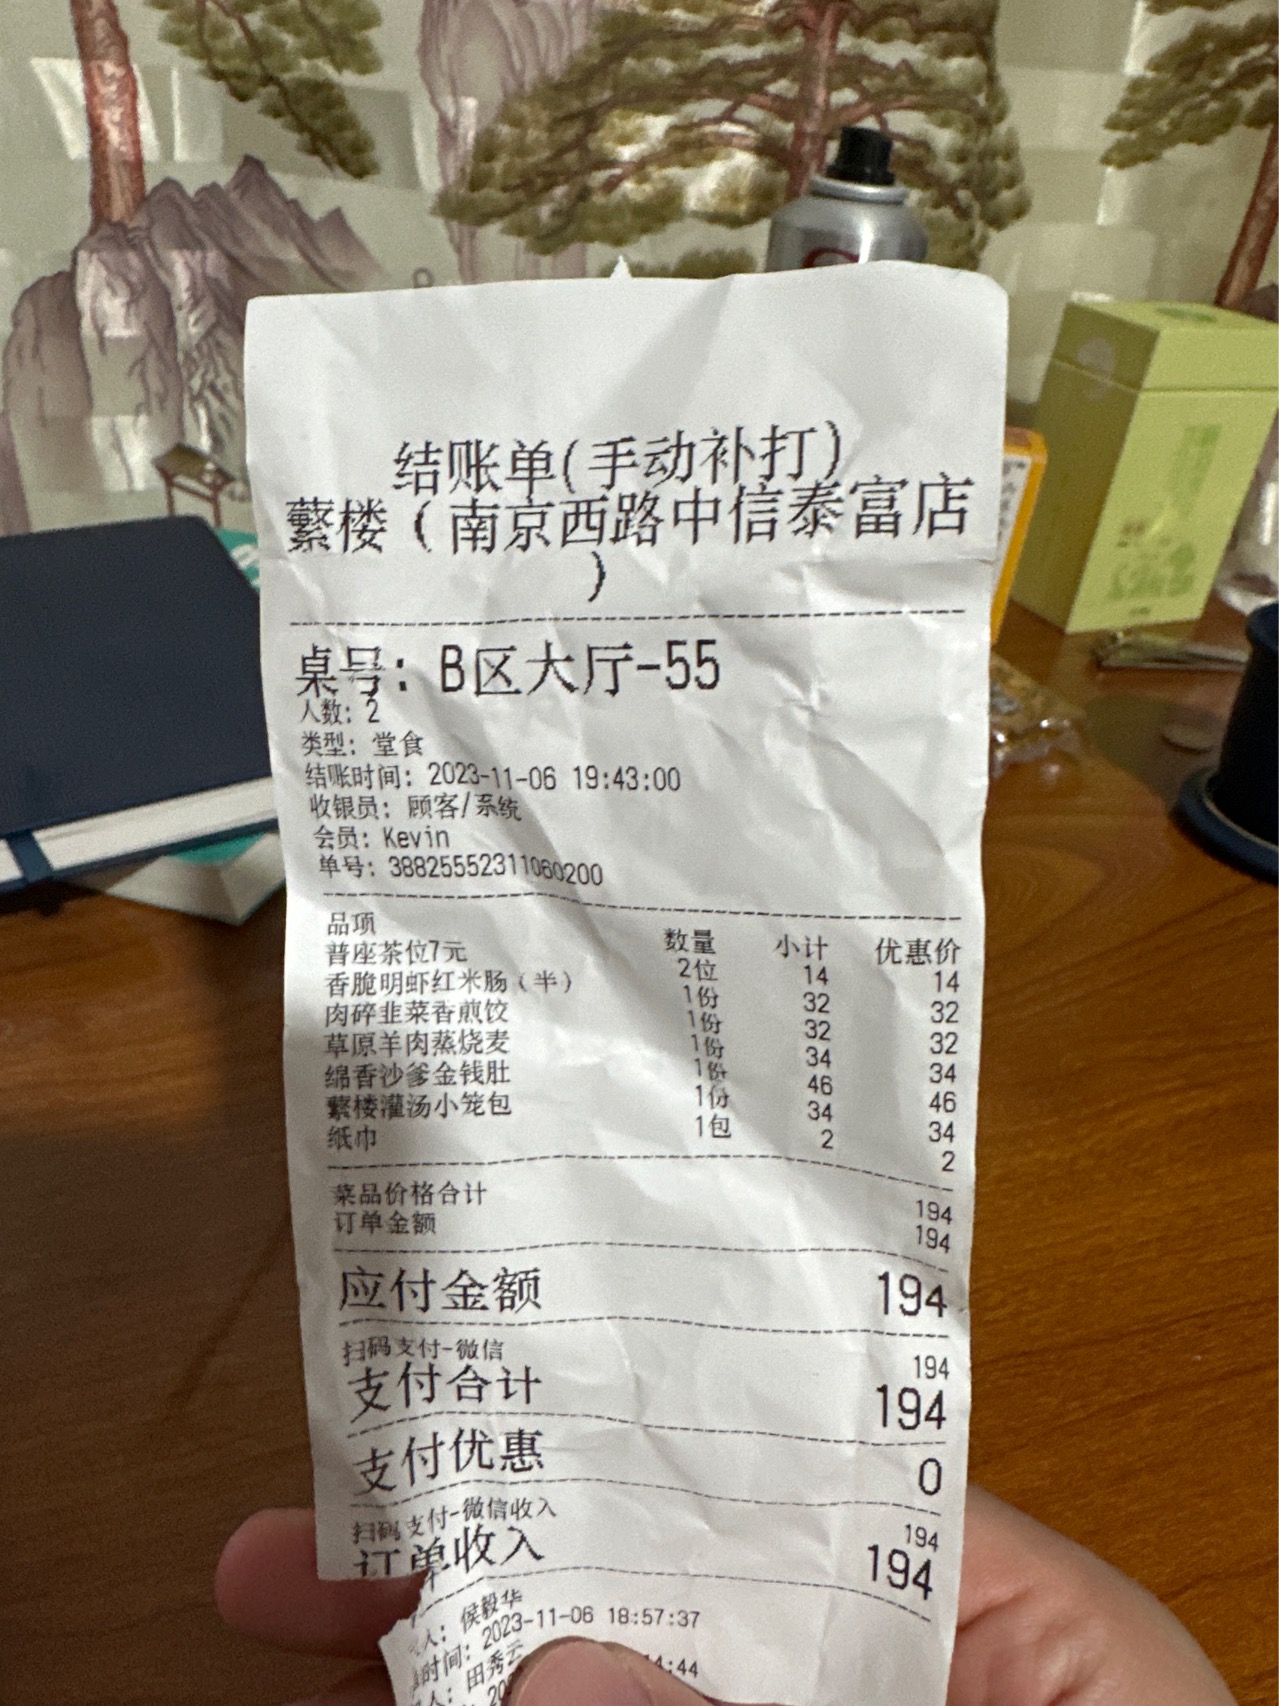 结账单(手动补打)
蘩楼（南京西路中信泰富店
）
桌号: B区大厅-55
人数: 2
类型: 堂食
结账时间: 2023-11-06 19:43:00
收银员: 顾客/系统
会员: Kevin
单号: 388255552311060200
品项 数量 小计 优惠价
普座茶位7元 2位 14 14
香脆明虾红米肠（半） 1份 32 32
肉碎韭菜香煎饺 1份 32 32
草原羊肉蒸烧麦 1份 34 34
绵香沙爹金钱肚 1份 46 46
蘩楼灌汤小笼包 1份 34 34
纸巾 1包 2 2
菜品价格合计 194
订单金额 194
应付金额 194
扫码支付-微信 194
支付合计 194
支付优惠 0
扫码支付-微信收入 194
订单收入 194
人: 侯毅华
时间: 2023-11-06 18:57:37
人: 田秀云
4:44